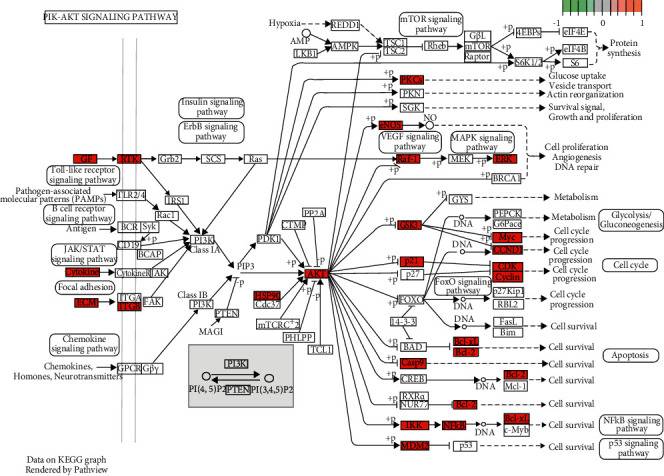 PIK-AKT SIGNALING PATHWAY
-1 0 1
Hypoxia
REDD1
mTOR signaling
pathway
AMP
LKB1
AMPK
TSC1
TSC2
Rheb
GβL
mTOR
Raptor
4EBPs
eIF4E
eIF4B
S6K1/2
S6
Protein
synthesis
PKCs
Glucose uptake
Vesicle transport
PKN
Actin reorganization
SGK
Survival signal,
Growth and proliferation
Insulin signaling
pathway
ErbB signaling
pathway
eNOS
NO
VEGF signaling
pathway
MAPK signaling
pathway
Cell proliferation
Angiogenesis
DNA repair
GF
RTK
Grb2
SCS
Ras
Raf-1
MEK
ERK
BRCA1
Toll-like receptor
signaling pathway
Pathogen-associated
molecular patterns (PAMPs)
TLR2/4
IRS1
Rac1
B cell receptor
signaling pathway
Antigen
BCR
Syk
CD19
BCAP
PI3K
Class IA
PDK1
CTMP
PP2A
GYS
Metabolism
GSK3
PEPCK
G6Pace
DNA
Metabolism
Glycolysis/
Gluconeogenesis
Myc
Cell cycle
progression
CCND1
Cell cycle
progression
JAK/STAT
signaling pathway
Cytokine
CytokineR
JAK
PIP3
AKT
p21
p27
CDK
Cyclin
Cell cycle
progression
Cell cycle
Focal adhesion
ECM
ITGA
ITGB
FAK
Class IB
PI3K
PTEN
MAGI
HSP90
Cdc37
mTCRC 2
PHLPP
TCL1
FoxO signaling
pathway
FOXO
p27Kip1
RBL2
DNA
Cell cycle
progression
14-3-3
DNA
FasL
Bim
Cell survival
Chemokine
signaling pathway
Chemokines,
Homones, Neurotransmitters
GPCR
Gβγ
PI3K
PI(4, 5)P2
PTEN
PI(3,4,5)P2
BAD
Bcl-xl
Bcl-2
Cell survival
Apoptosis
Casp9
Cell survival
CREB
DNA
Bcl-2
Mcl-1
Cell survival
RXRα
NUR77
Bcl-2
Cell survival
IKK
NFkB
DNA
Bcl-xl
c-Myb
Cell survival
NFkB signaling
pathway
MDM2
p53
Cell survival
p53 signaling
pathway
Data on KEGG graph
Rendered by Pathview